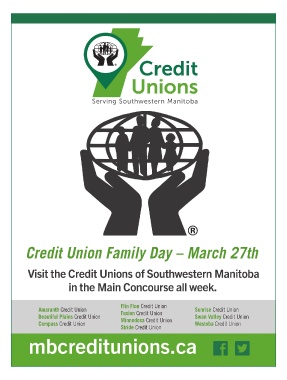 Credit
Unions
Serving Southwestern Manitoba
®
Credit Union Family Day – March 27th
Visit the Credit Unions of Southwestern Manitoba
in the Main Concourse all week.
Amaranth Credit Union
Beautiful Plains Credit Union
Compass Credit Union
Flin Flon Credit Union
Fusion Credit Union
Minnedosa Credit Union
Stride Credit Union
Sunrise Credit Union
Swan Valley Credit Union
Westoba Credit Union
mbcreditunions.ca